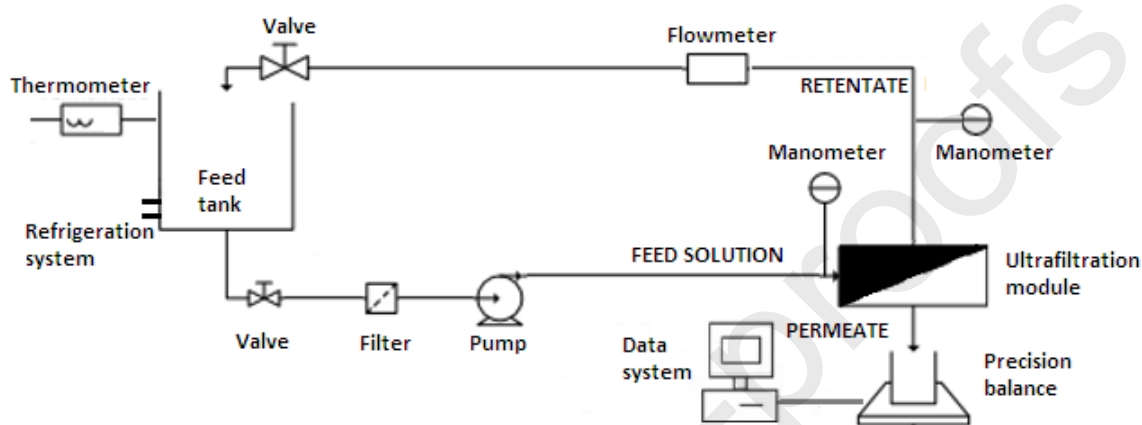 Valve
Flowmeter
Thermometer
RETENTATE
Manometer
Manometer
Feed
tank
Refrigeration
system
FEED SOLUTION
Ultrafiltration
module
Valve
Filter
Pump
Data
system
PERMEATE
Precision
balance
proofs